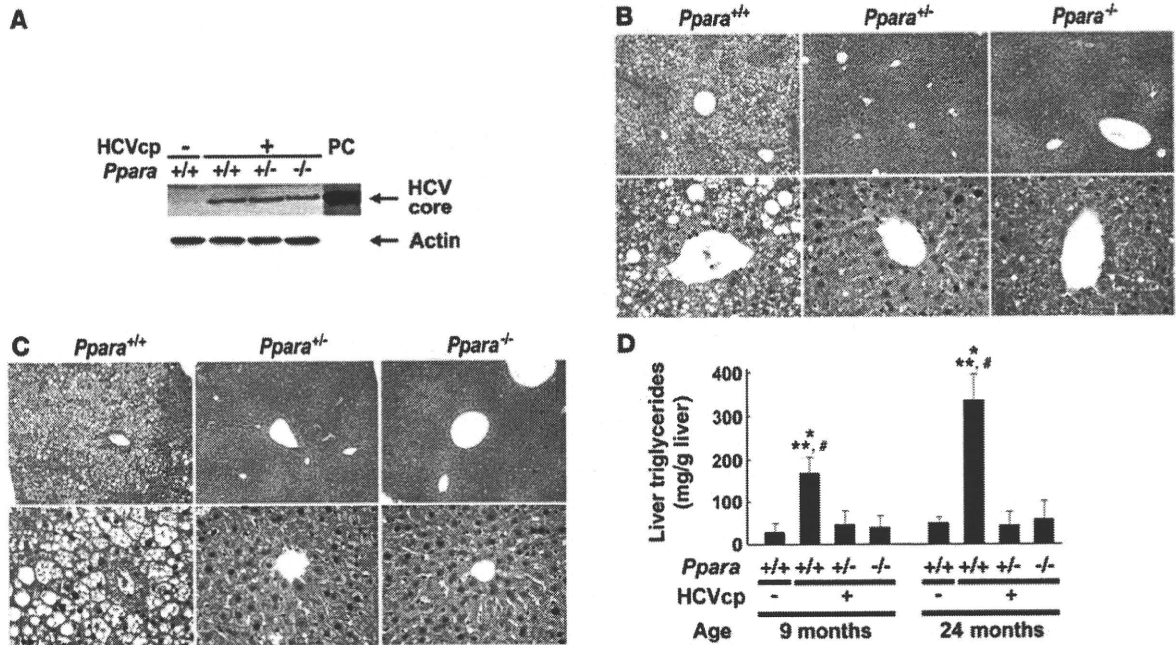 A
HCVcp - + PC
Ppara +/+ +/+ +/- -/-
HCV
core
Actin
B
Ppara+/+ Ppara+/- Ppara-/-
C
Ppara+/+ Ppara+/- Ppara-/-
D
Liver triglycerides
(mg/g liver)
400
300
200
100
0
*
**, #
*
**, #
Ppara +/+ +/+ +/- -/- +/+ +/+ +/- -/-
HCVcp - + - +
Age 9 months 24 months